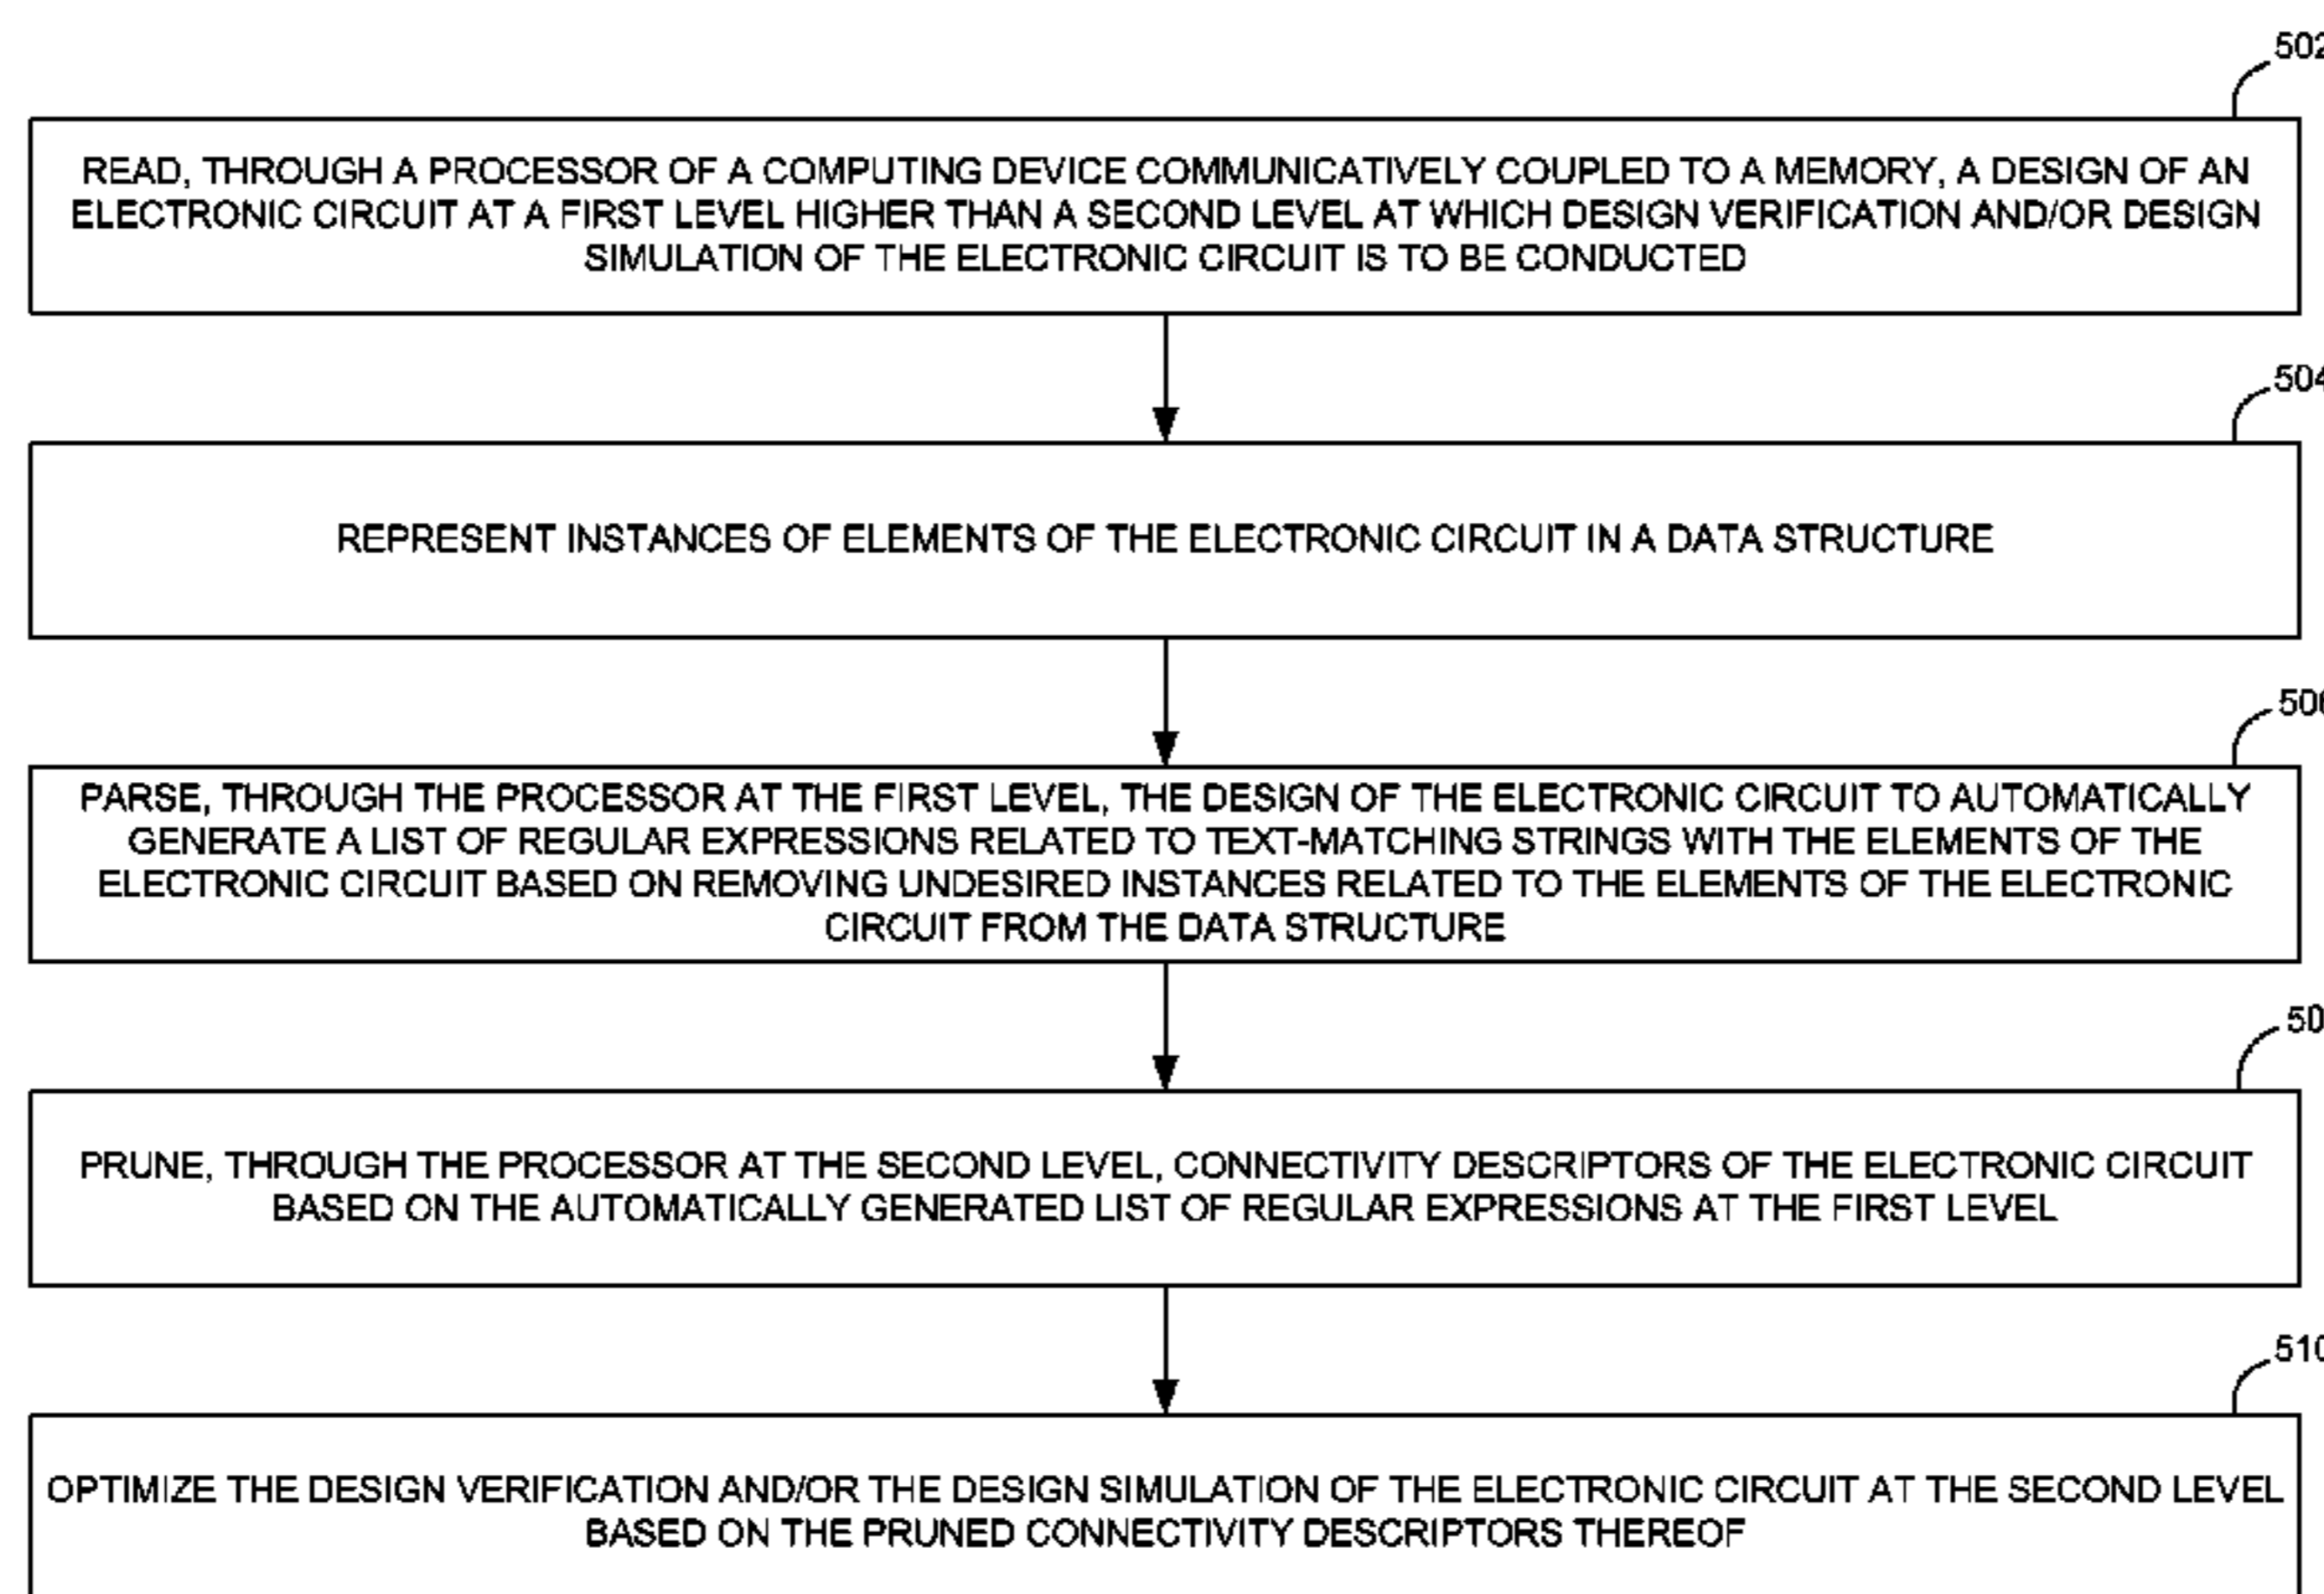 502
READ, THROUGH A PROCESSOR OF A COMPUTING DEVICE COMMUNICATIVELY COUPLED TO A MEMORY, A DESIGN OF AN
ELECTRONIC CIRCUIT AT A FIRST LEVEL HIGHER THAN A SECOND LEVEL AT WHICH DESIGN VERIFICATION AND/OR DESIGN
SIMULATION OF THE ELECTRONIC CIRCUIT IS TO BE CONDUCTED
504
REPRESENT INSTANCES OF ELEMENTS OF THE ELECTRONIC CIRCUIT IN A DATA STRUCTURE
PARSE, THROUGH THE PROCESSOR AT THE FIRST LEVEL, THE DESIGN OF THE ELECTRONIC CIRCUIT TO AUTOMATICALLY
GENERATE A LIST OF REGULAR EXPRESSIONS RELATED TO TEXT-MATCHING STRINGS WITH THE ELEMENTS OF THE
ELECTRONIC CIRCUIT BASED ON REMOVING UNDESIRED INSTANCES RELATED TO THE ELEMENTS OF THE ELECTRONIC
CIRCUIT FROM THE DATA STRUCTURE
PRUNE, THROUGH THE PROCESSOR AT THE SECOND LEVEL, CONNECTIVITY DESCRIPTORS OF THE ELECTRONIC CIRCUIT
BASED ON THE AUTOMATICALLY GENERATED LIST OF REGULAR EXPRESSIONS AT THE FIRST LEVEL
510
OPTIMIZE THE DESIGN VERIFICATION AND/OR THE DESIGN SIMULATION OF THE ELECTRONIC CIRCUIT AT THE SECOND LEVEL
BASED ON THE PRUNED CONNECTIVITY DESCRIPTORS THEREOF